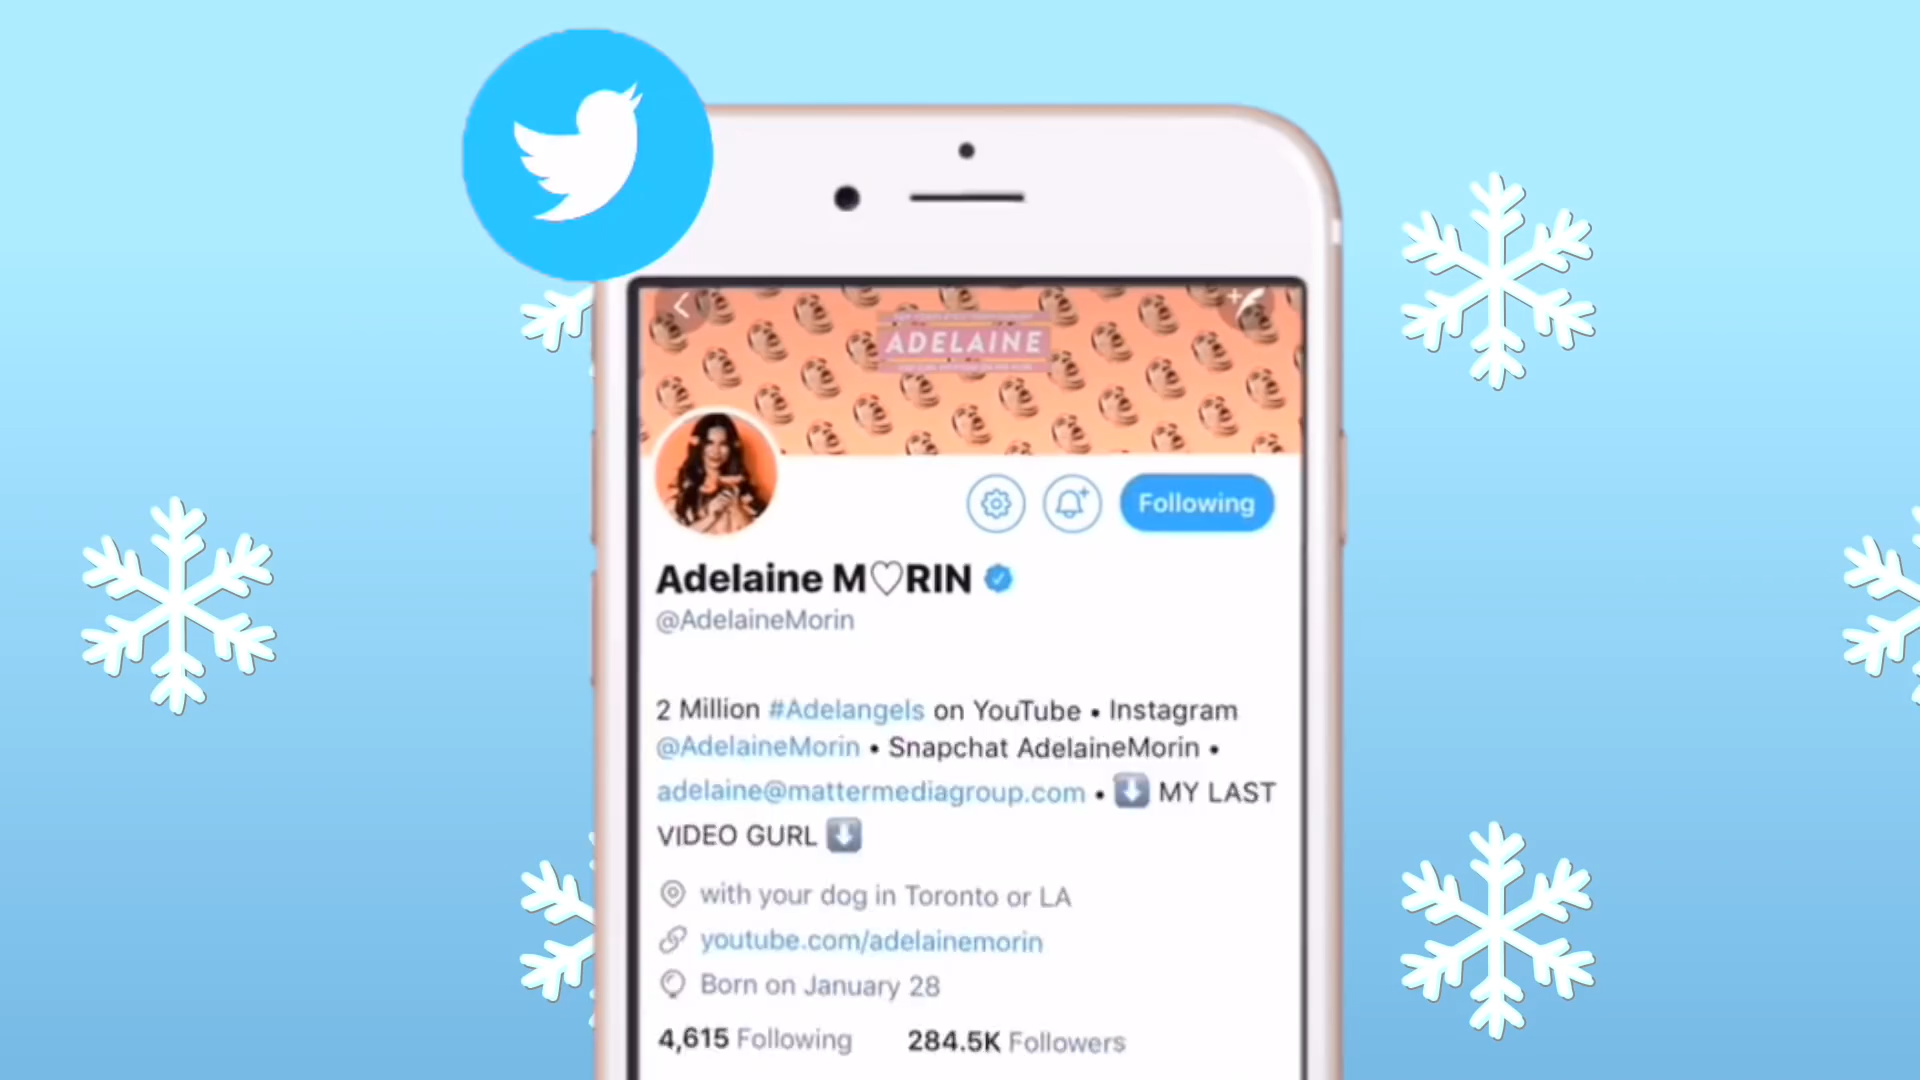 ADELAINE
Following
Adelaine M♡RIN
@AdelaineMorin
2 Million #Adelangels on YouTube • Instagram
@AdelaineMorin • Snapchat AdelaineMorin •
adelaine@mattermediagroup.com • ⬇️ MY LAST
VIDEO GURL ⬇️
with your dog in Toronto or LA
youtube.com/adelainemorin
Born on January 28
4,615 Following 284.5K Followers